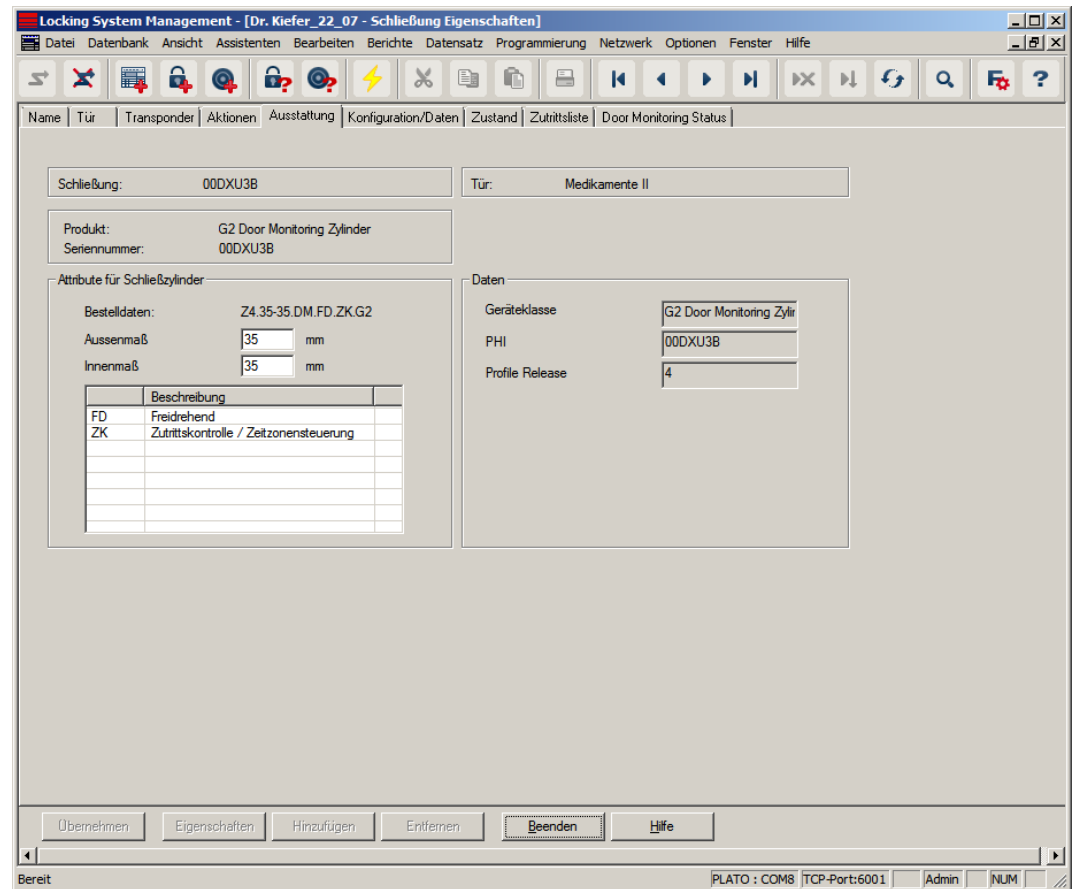 Locking System Management - [Dr. Kiefer_22_07 - Schließung Eigenschaften]
Datei Datenbank Ansicht Assistenten Bearbeiten Berichte Datensatz Programmierung Netzwerk Optionen Fenster Hilfe
Name Tür Transponder Aktionen Ausstattung Konfiguration/Daten Zustand Zutrittsliste Door Monitoring Status
Schließung: 00DXU3B Tür: Medikamente II
Produkt: G2 Door Monitoring Zylinder
Seriennummer: 00DXU3B
Attribute für Schließzylinder Daten
Bestelldaten: Z4.35-35.DM.FD.ZK.G2 Geräteklasse G2 Door Monitoring Zylir
Aussenmaß 35 mm PHI 00DXU3B
Innenmaß 35 mm Profile Release 4
Beschreibung
FD Freidrehend
ZK Zutrittskontrolle / Zeitzonensteuerung
Übernehmen Eigenschaften Hinzufügen Entfernen Beenden Hilfe
Bereit PLATO : COM8 TCP-Port:6001 Admin NUM